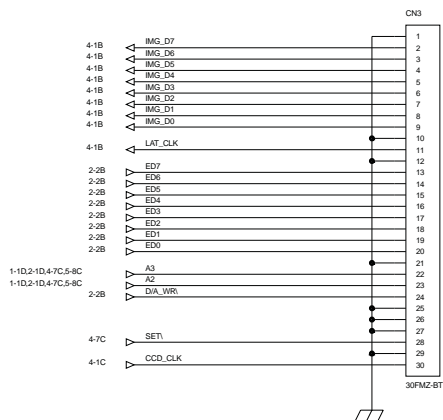 CN3
1
4-1B IMG_D7 2
4-1B IMG_D6 3
4-1B IMG_D5 4
4-1B IMG_D4 5
4-1B IMG_D3 6
4-1B IMG_D2 7
4-1B IMG_D1 8
4-1B IMG_D0 9
10
4-1B LAT_CLK 11
12
2-2B ED7 13
2-2B ED6 14
2-2B ED5 15
2-2B ED4 16
2-2B ED3 17
2-2B ED2 18
2-2B ED1 19
2-2B ED0 20
21
1-1D,2-1D,4-7C,5-8C A3 22
1-1D,2-1D,4-7C,5-8C A2 23
2-2B D/A_WR\ 24
25
26
27
4-7C SET\ 28
29
4-1C CCD_CLK 30
30FMZ-BT